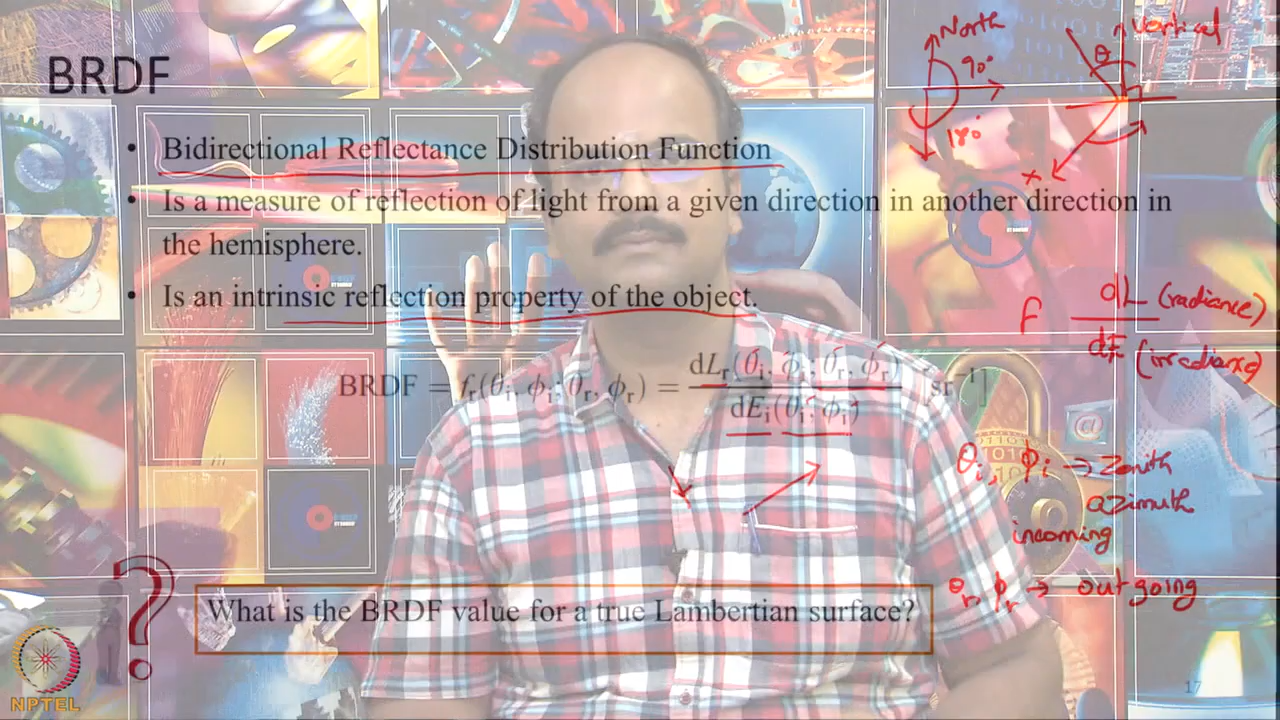 BRDF
• Bidirectional Reflectance Distribution Function
• Is a measure of reflection of light from a given direction in another direction in
the hemisphere.
• Is an intrinsic reflection property of the object.
BRDF = fr(θi, ϕi; θr, ϕr) = dLr(θi, ϕi; θr, ϕr) / dEi(θi; ϕi) [sr⁻¹]
? What is the BRDF value for a true Lambertian surface?
North
90°
180°
Vertical
θ
x
f dL (radiance)
dE (irradiance)
θi, ϕi → Zenith
azimuth
incoming
θr, ϕr → outgoing
17
NPTEL